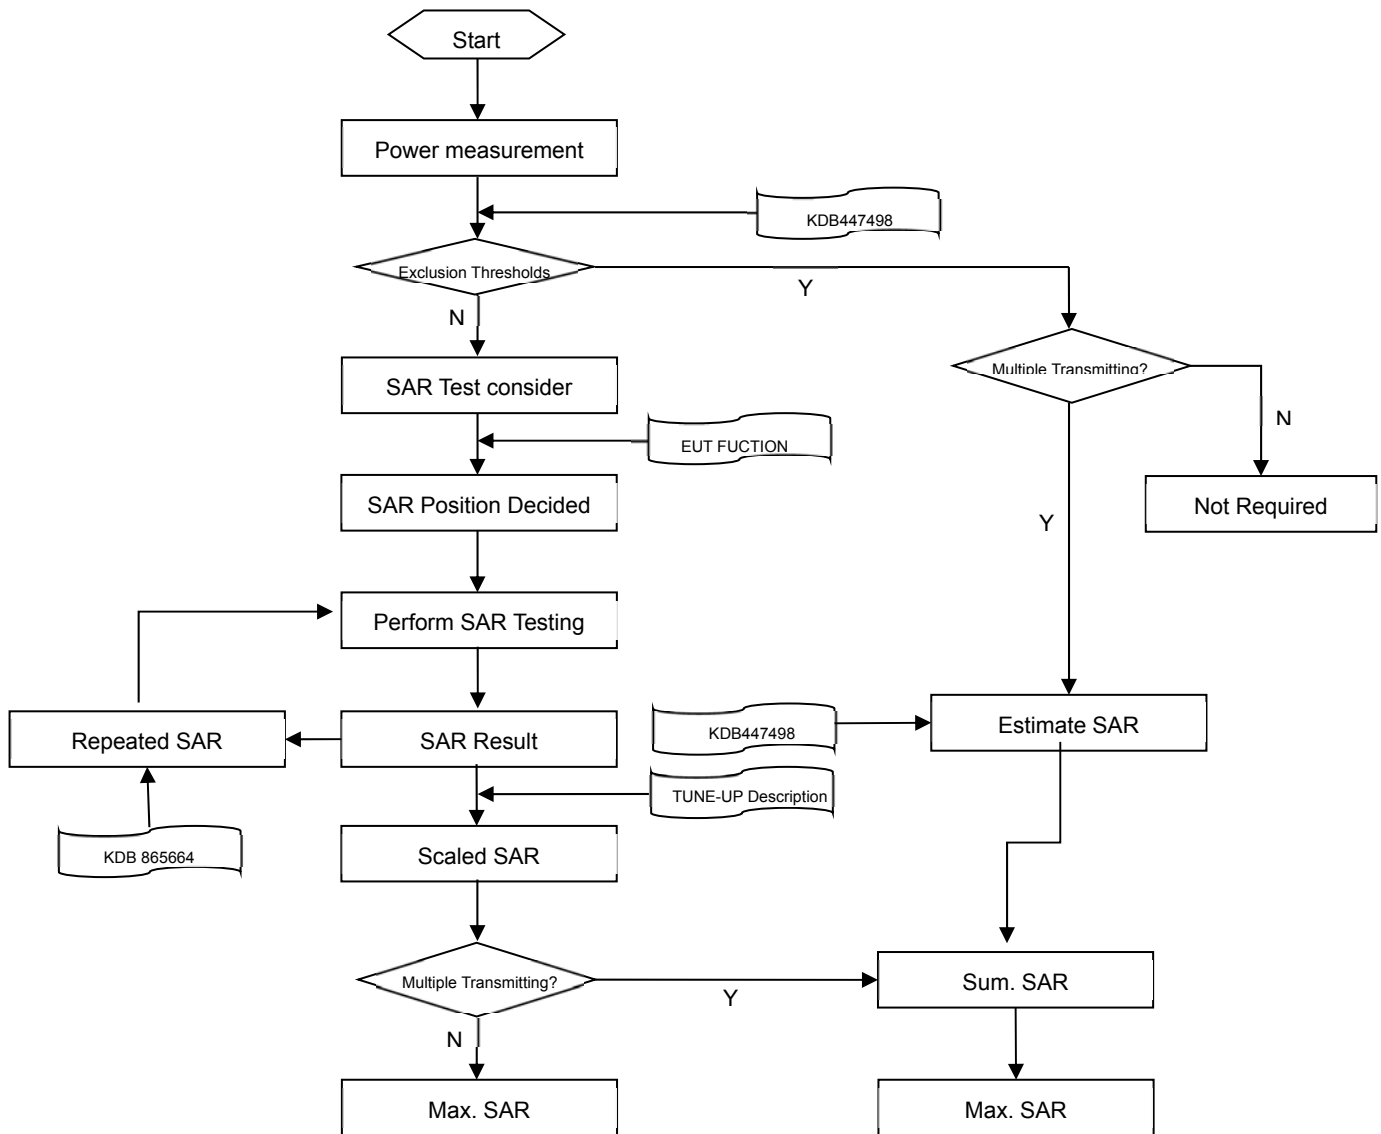 Start
Power measurement
KDB447498
Exclusion Thresholds
Y
N
Multiple Transmitting?
SAR Test consider
N
EUT FUCTION
SAR Position Decided
Not Required
Y
Perform SAR Testing
Repeated SAR
SAR Result
KDB447498
Estimate SAR
TUNE-UP Description
KDB 865664
Scaled SAR
Multiple Transmitting?
Y
Sum. SAR
N
Max. SAR
Max. SAR